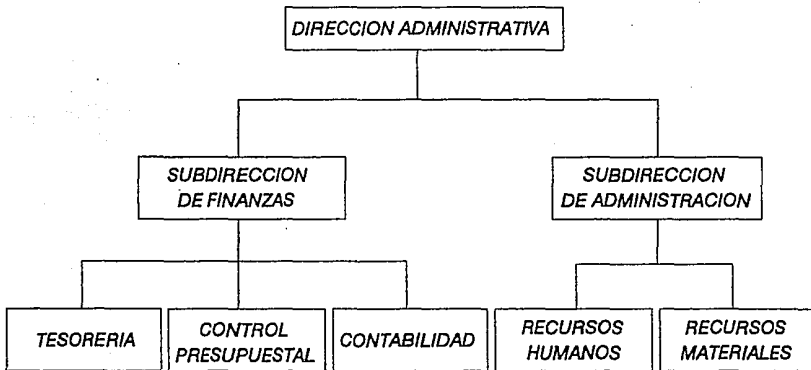 DIRECCION ADMINISTRATIVA
SUBDIRECCION
DE FINANZAS
SUBDIRECCION
DE ADMINISTRACION
TESORERIA
CONTROL
PRESUPUESTAL
CONTABILIDAD
RECURSOS
HUMANOS
RECURSOS
MATERIALES